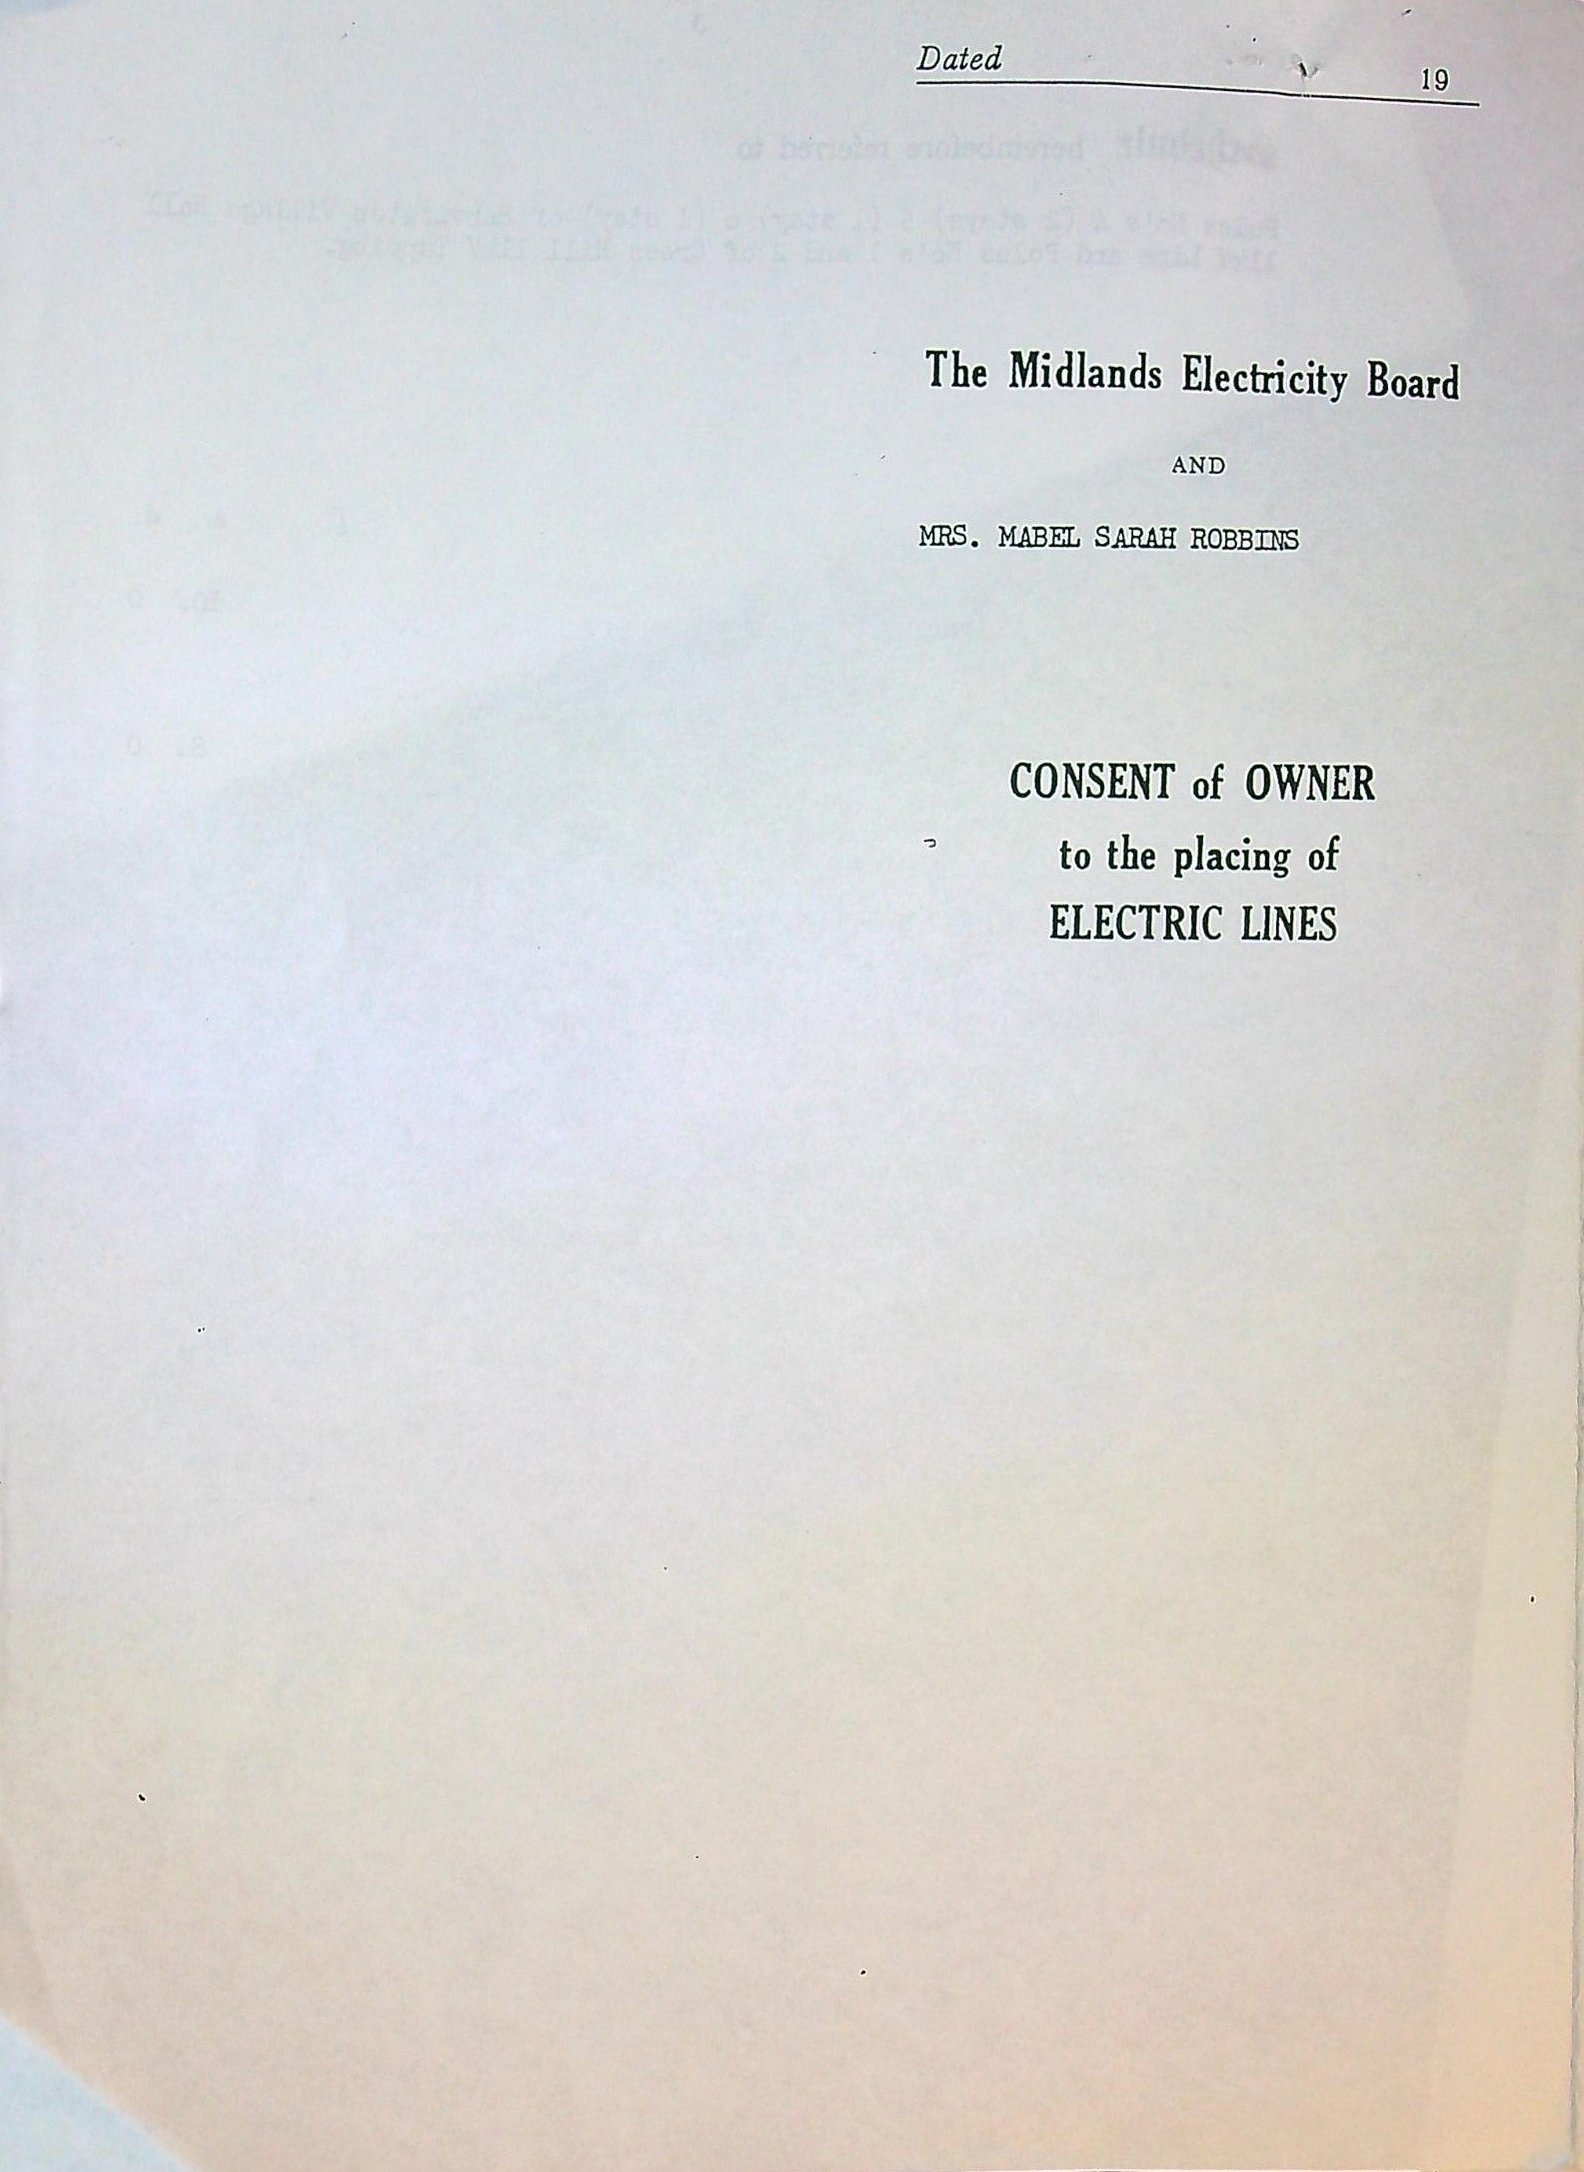 Dated 19
The Midlands Electricity Board
AND
MRS. MABEL SARAH ROBBINS
CONSENT of OWNER
to the placing of
ELECTRIC LINES